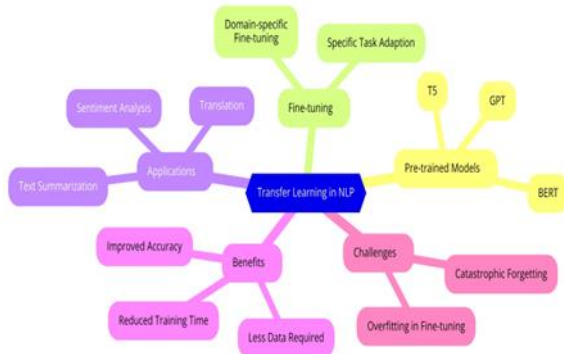 Domain-specific
Fine-tuning
Specific Task Adaption
Fine-tuning
T5
GPT
Pre-trained Models
BERT
Sentiment Analysis
Translation
Applications
Text Summarization
Transfer Learning in NLP
Improved Accuracy
Benefits
Reduced Training Time
Less Data Required
Challenges
Catastrophic Forgetting
Overfitting in Fine-tuning